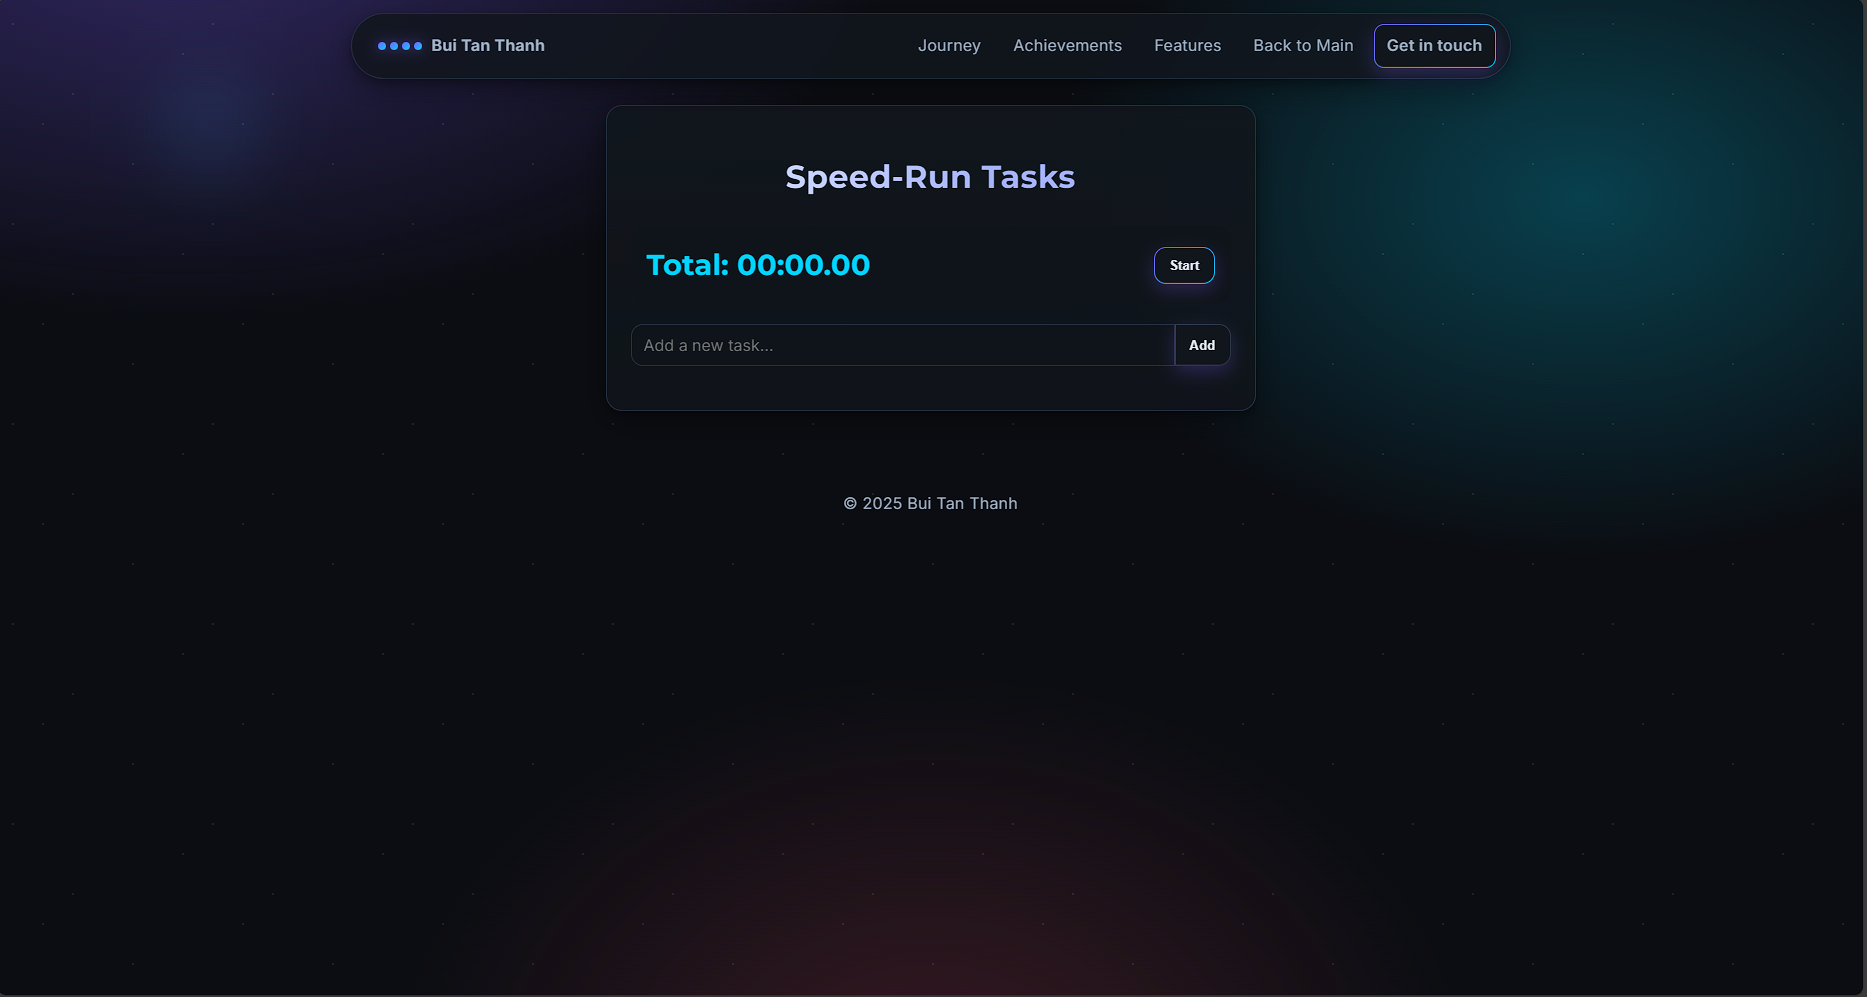 Bui Tan Thanh
Journey
Achievements
Features
Back to Main
Get in touch
Speed-Run Tasks
Total: 00:00.00
Start
Add a new task...
Add
© 2025 Bui Tan Thanh